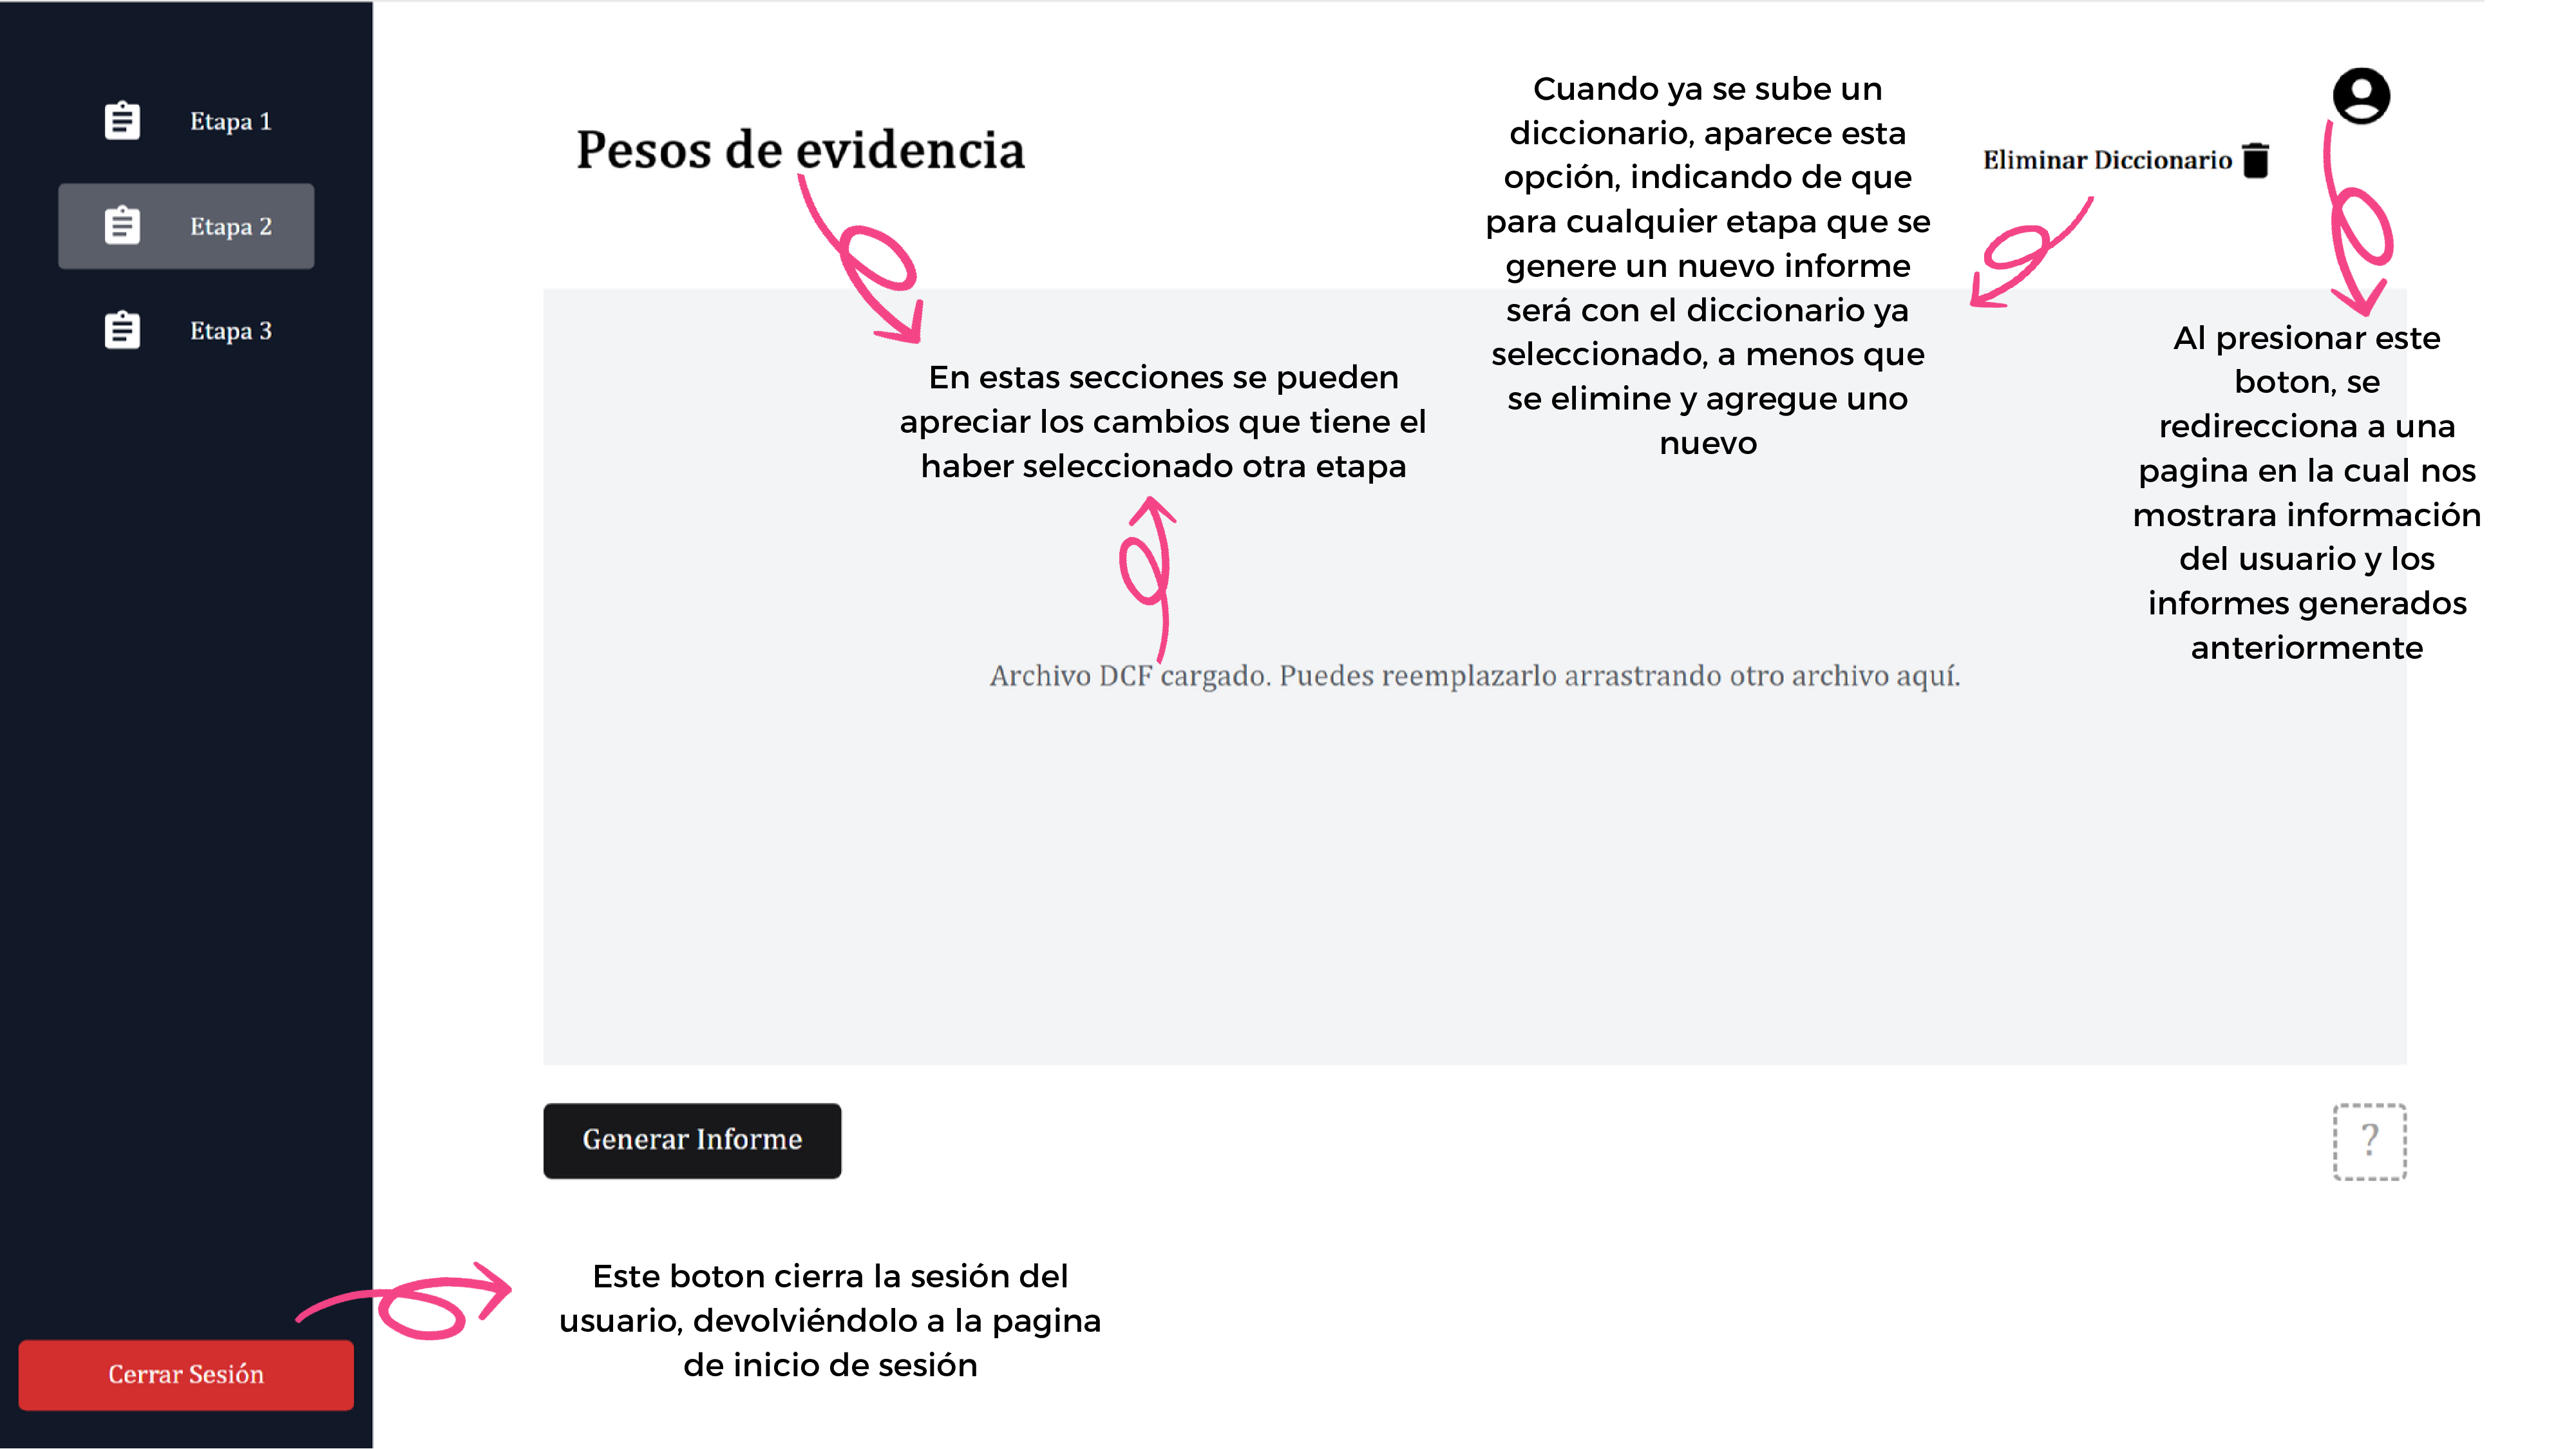 Etapa 1
Etapa 2
Etapa 3
Cerrar Sesión
Pesos de evidencia
Cuando ya se sube un
diccionario, aparece esta
opción, indicando de que
para cualquier etapa que se
genere un nuevo informe
será con el diccionario ya
seleccionado, a menos que
se elimine y agregue uno
nuevo
Eliminar Diccionario
Al presionar este
boton, se
redirecciona a una
pagina en la cual nos
mostrara información
del usuario y los
informes generados
anteriormente
En estas secciones se pueden
apreciar los cambios que tiene el
haber seleccionado otra etapa
Archivo DCF cargado. Puedes reemplazarlo arrastrando otro archivo aquí.
Generar Informe
?
Este boton cierra la sesión del
usuario, devolviéndolo a la pagina
de inicio de sesión